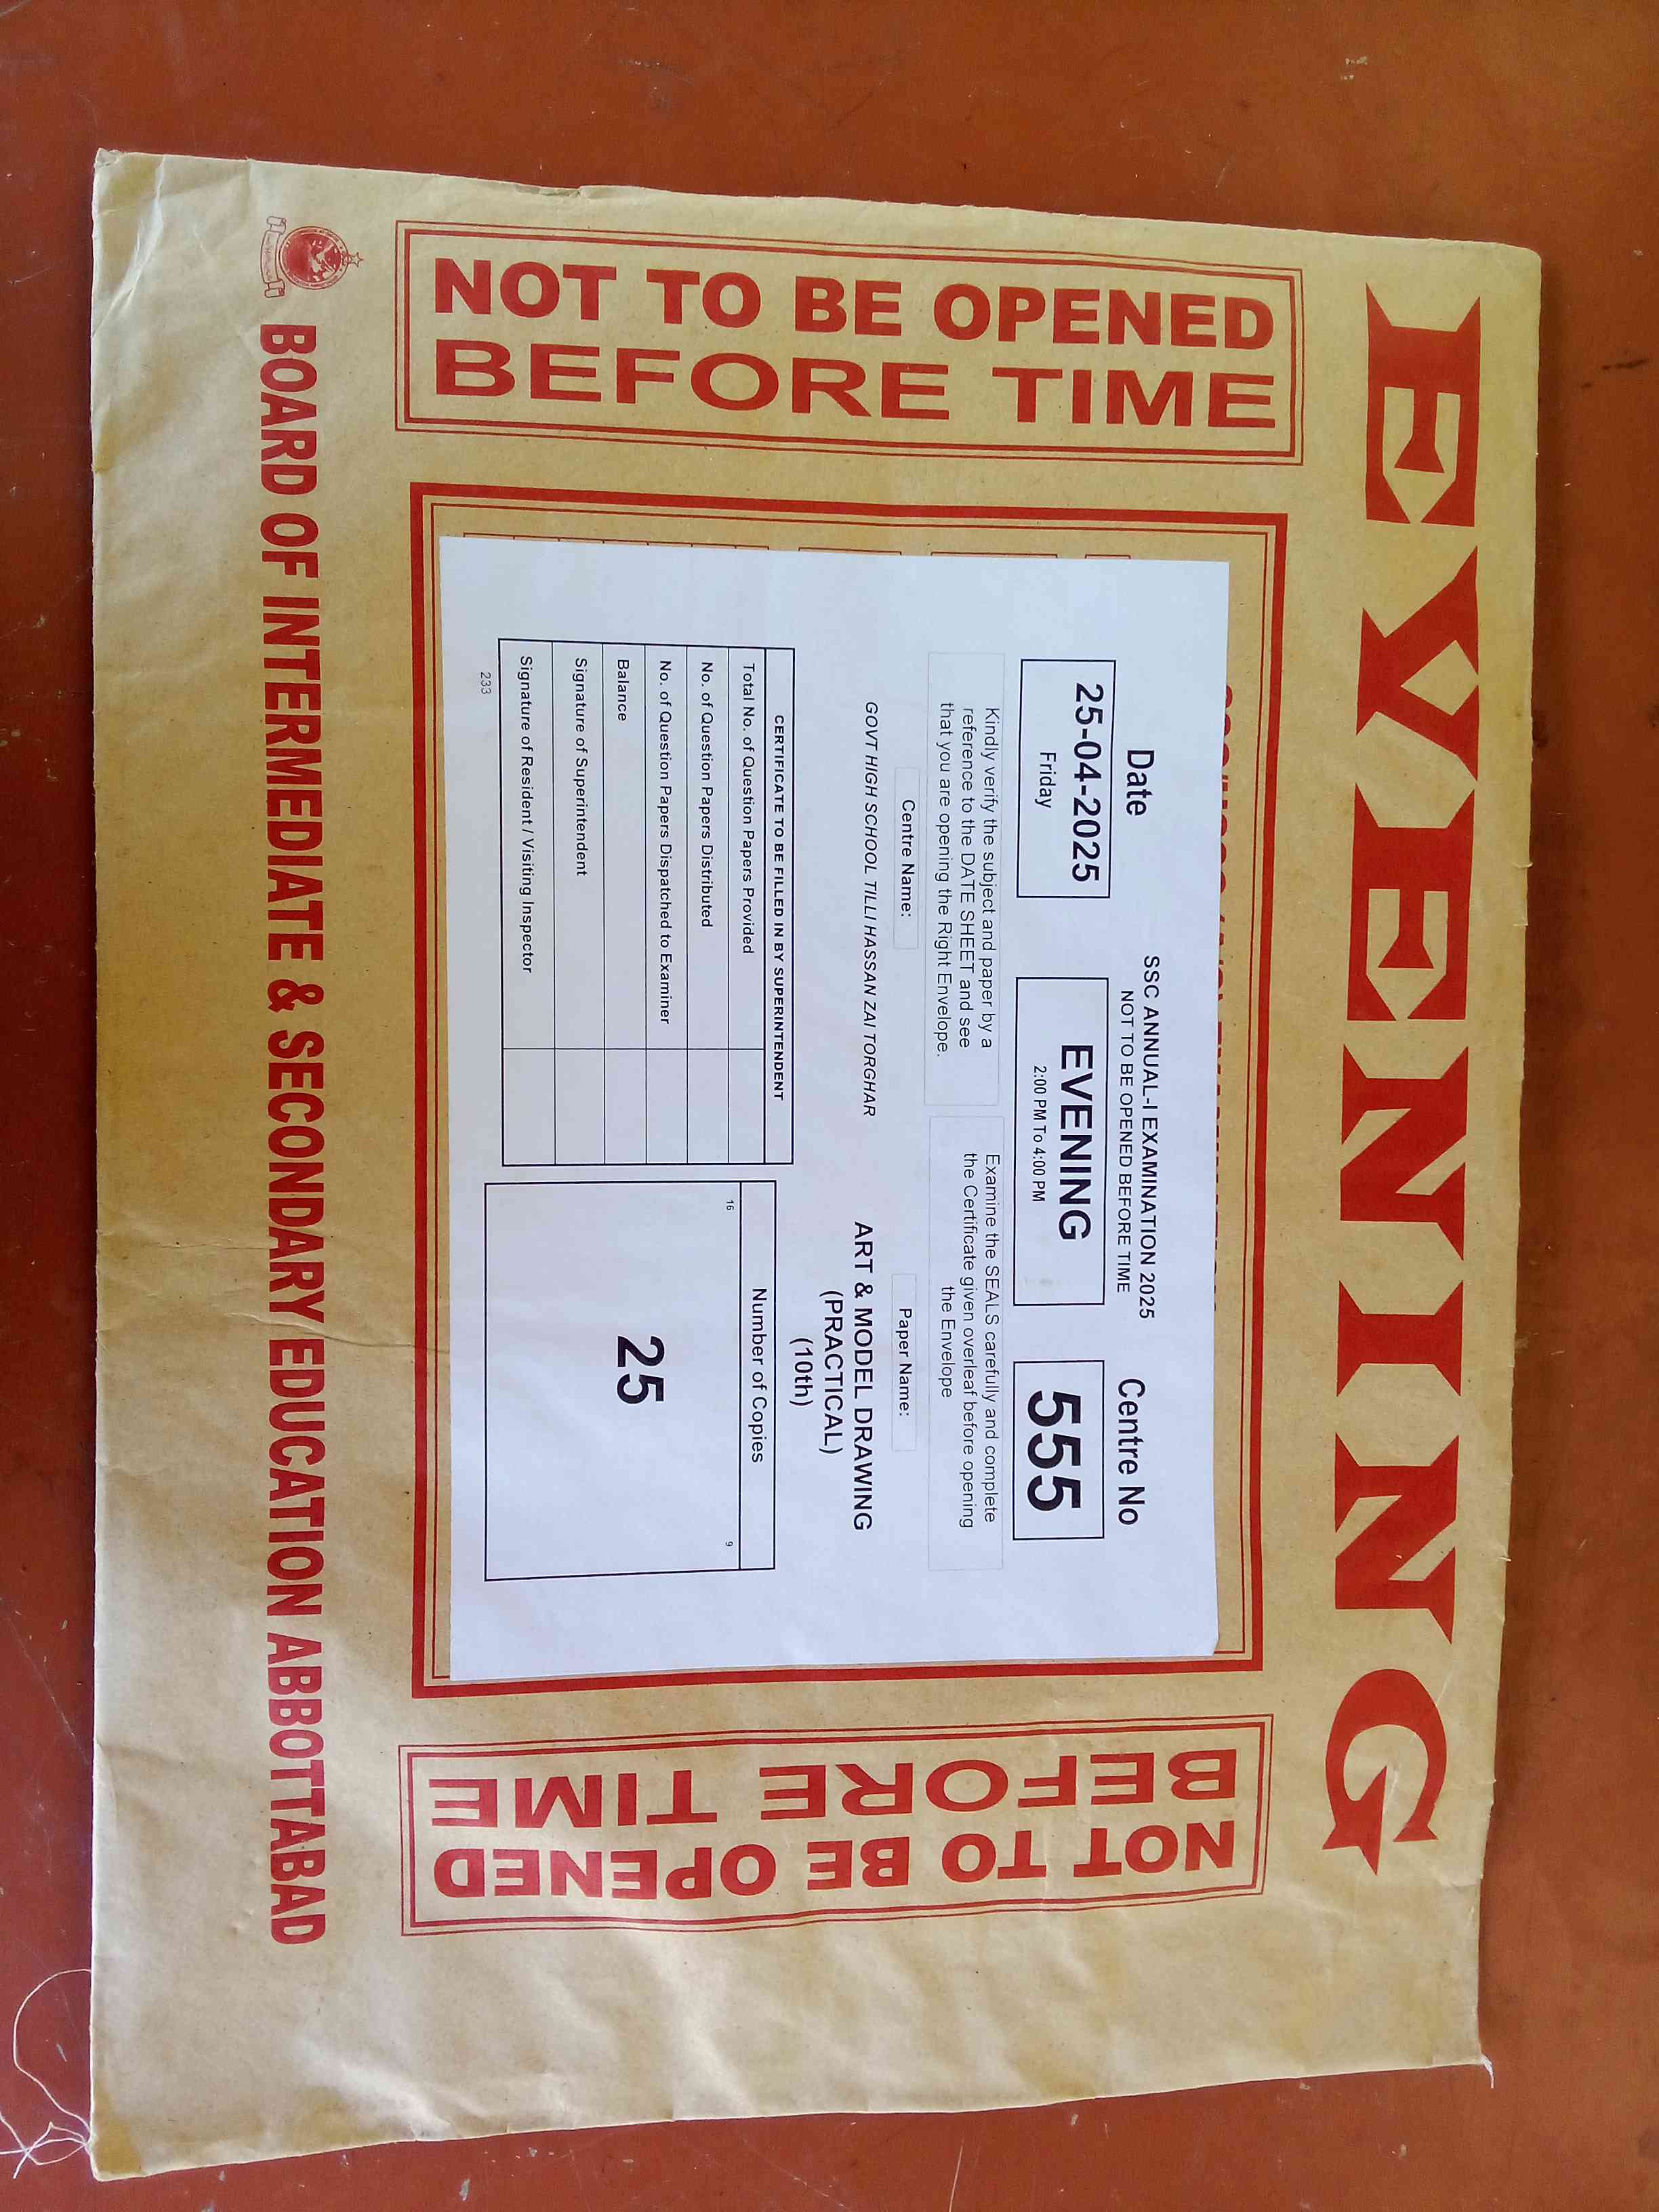 EVENING
NOT TO BE OPENED
BEFORE TIME
SSC ANNUAL-I EXAMINATION 2025
NOT TO BE OPENED BEFORE TIME
Date
25-04-2025
Friday
EVENING
2:00 PM To 4:00 PM
Centre No
555
Kindly verify the subject and paper by a
reference to the DATE SHEET and see
that you are opening the Right Envelope.
Examine the SEALS carefully and complete
the Certificate given overleaf before opening
the Envelope
Centre Name:
GOVT HIGH SCHOOL TILLI HASSAN ZAI TORGHAR
Paper Name:
ART & MODEL DRAWING
(PRACTICAL)
(10th)
CERTIFICATE TO BE FILLED IN BY SUPERINTENDENT
Total No. of Question Papers Provided
No. of Question Papers Distributed
No. of Question Papers Dispatched to Examiner
Balance
Signature of Superintendent
Signature of Resident / Visiting Inspector
233
Number of Copies
16
9
25
NOT TO BE OPENED
BEFORE TIME
BOARD OF INTERMEDIATE & SECONDARY EDUCATION ABBOTTABAD